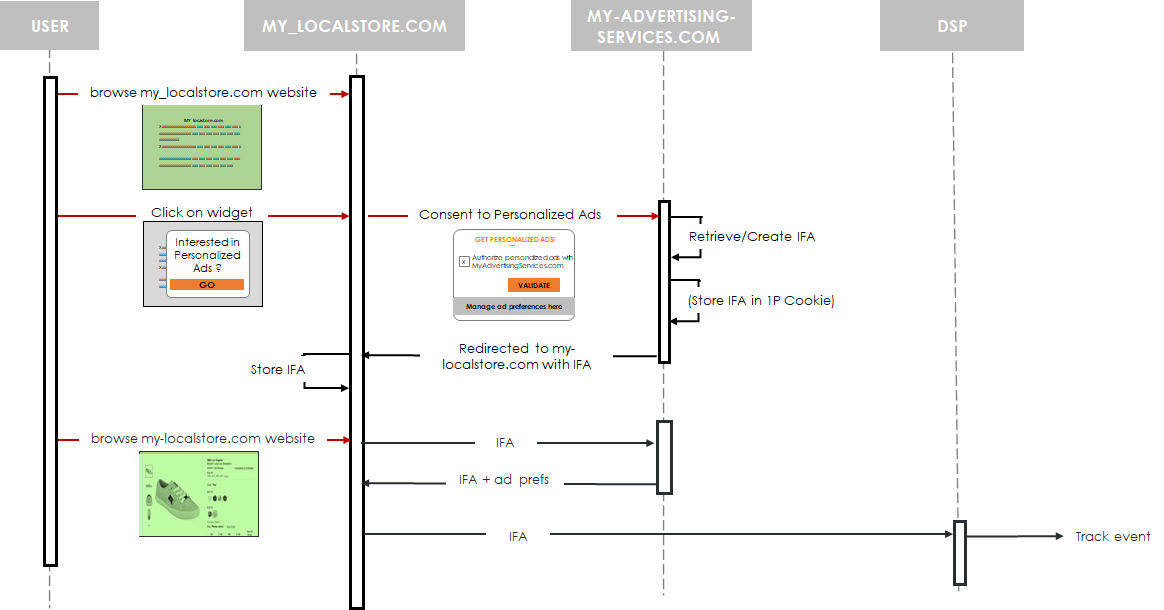 USER
MY_LOCALSTORE.COM
MY-ADVERTISING-
SERVICES.COM
DSP
browse my_localstore.com website
MY localstore.com
Click on widget
Interested in
Personalized
Ads ?
GO
Consent to Personalized Ads
GET PERSONALIZED ADS!
x
Authorize personalized ads with
MyAdvertisingServices.com
VALIDATE
Manage ad preferences here
Retrieve/Create IFA
(Store IFA in 1P Cookie)
Redirected to my-
localstore.com with IFA
Store IFA
browse my-localstore.com website
IFA
IFA + ad prefs
IFA
Track event